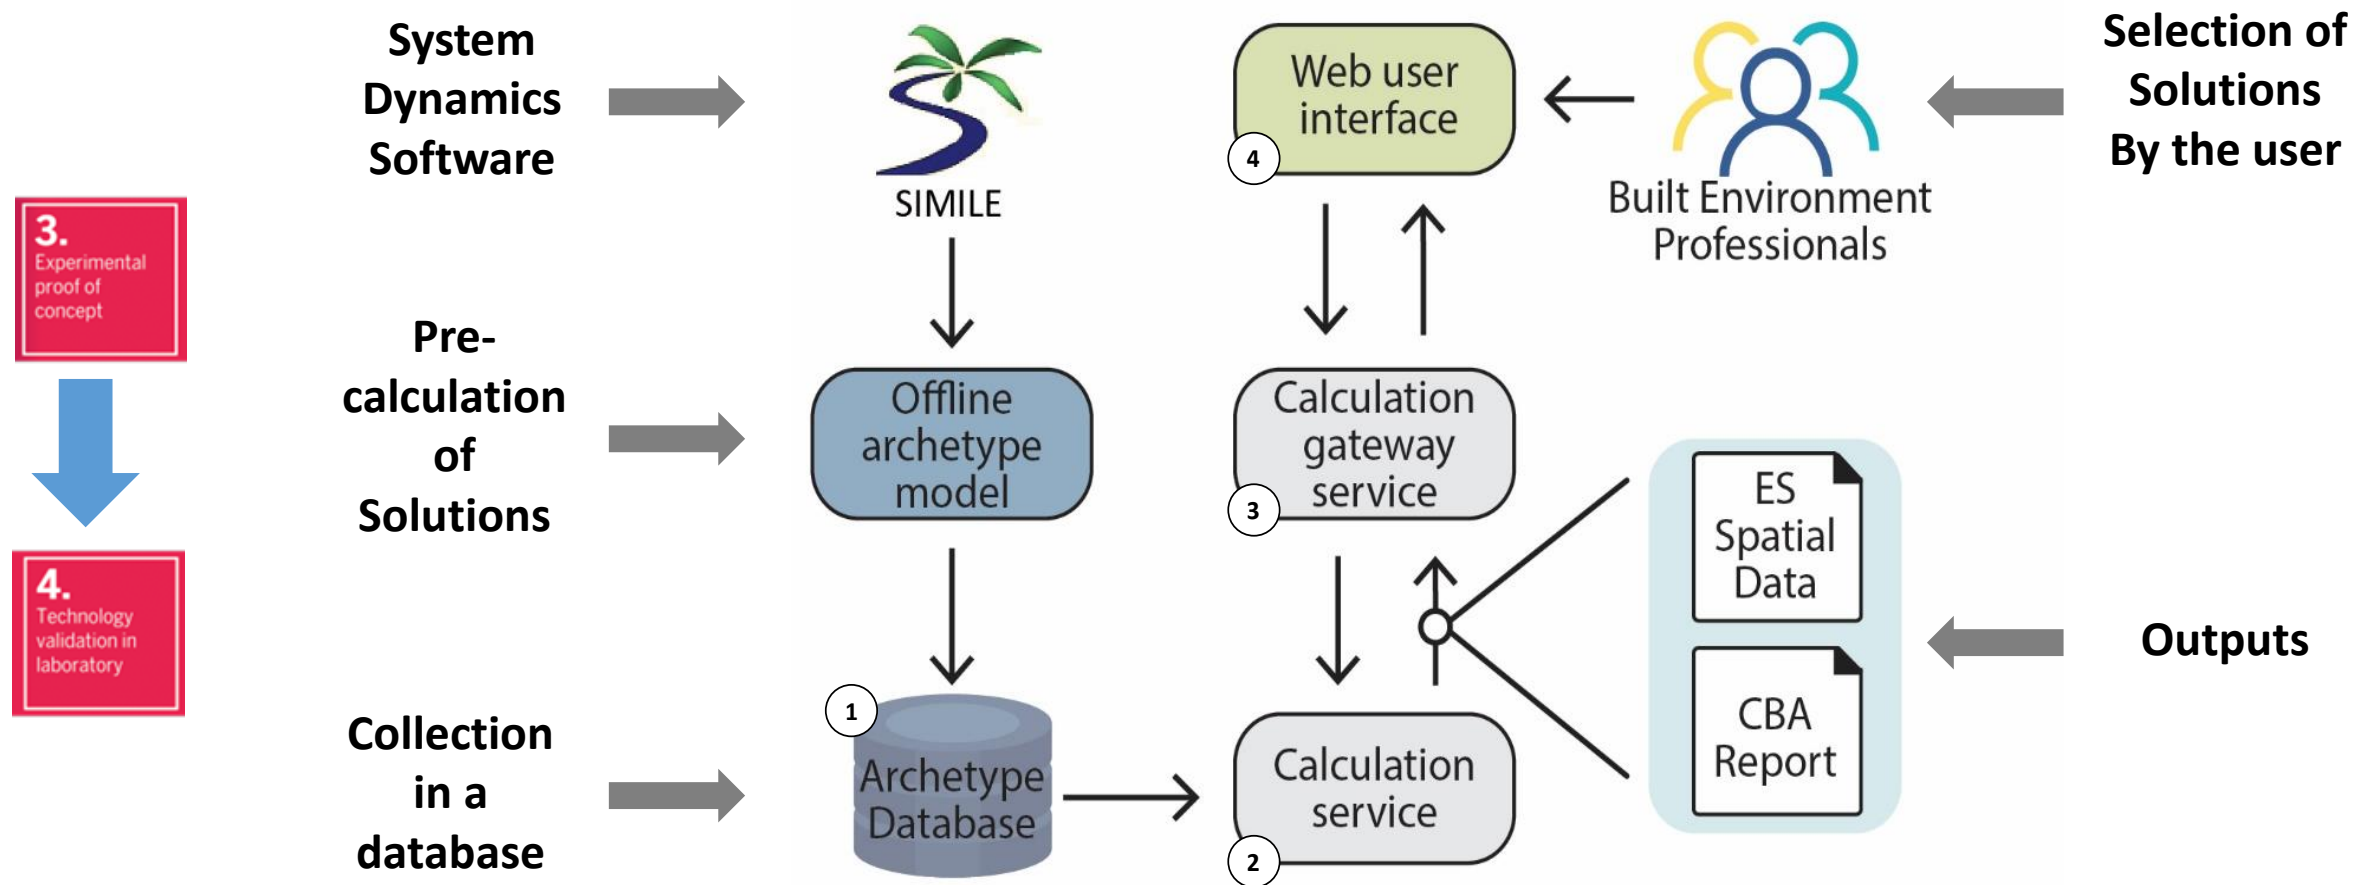 System
Dynamics
Software
SIMILE
Web user
interface
4
Built Environment
Professionals
Selection of
Solutions
By the user
3.
Experimental
proof of
concept
Pre-
calculation
of
Solutions
Offline
archetype
model
Calculation
gateway
service
3
ES
Spatial
Data
4.
Technology
validation in
laboratory
Collection
in a
database
1
Archetype
Database
Calculation
service
2
CBA
Report
Outputs